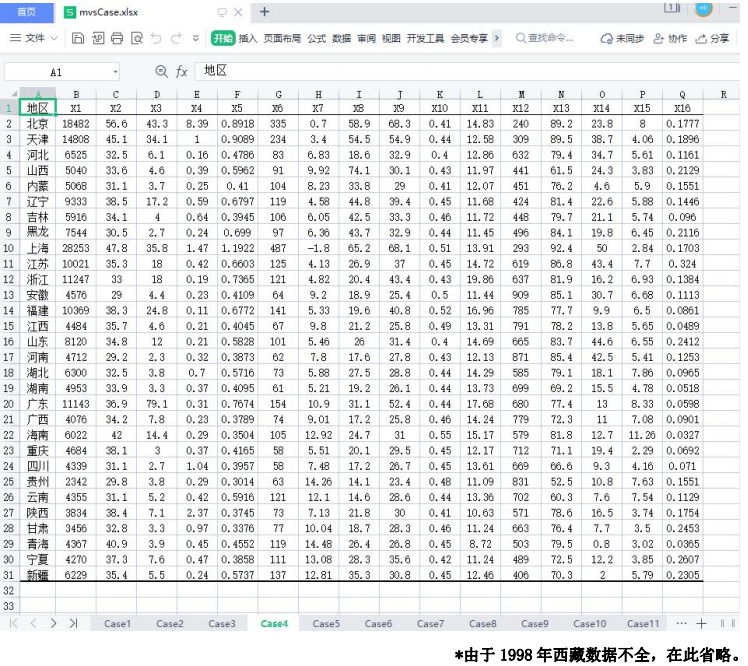 首页 S mvsCase.xlsx +
三 文件 开始 插入 页面布局 公式 数据 审阅 视图 开发工具 会员专享 查找命令... 未同步 协作 分享
A1 fx 地区
A B C D E F G H I J K L M N O P Q R
1 地区 X1 X2 X3 X4 X5 X6 X7 X8 X9 X10 X11 X12 X13 X14 X15 X16
2 北京 18482 56.6 43.3 8.39 0.8918 335 0.7 58.9 68.3 0.41 14.83 240 89.2 23.8 8 0.1777
3 天津 14808 45.1 34.1 1 0.9089 234 3.4 54.5 54.9 0.44 12.58 309 89.5 38.7 4.06 0.1896
4 河北 6525 32.5 6.1 0.16 0.4786 83 6.83 18.6 32.9 0.4 12.86 632 79.4 34.7 5.61 0.1161
5 山西 5040 33.6 4.6 0.39 0.5962 91 9.92 74.1 30.1 0.43 11.97 441 61.5 24.3 3.83 0.2129
6 内蒙 5068 31.1 3.7 0.25 0.41 104 8.23 33.8 29 0.41 12.07 451 76.2 4.6 5.9 0.1551
7 辽宁 9333 38.5 17.2 0.59 0.6797 119 4.58 44.8 39.4 0.45 11.68 424 81.4 22.6 5.88 0.1446
8 吉林 5916 34.1 4 0.64 0.3945 106 6.05 42.5 33.3 0.46 11.72 448 79.7 21.1 5.74 0.096
9 黑龙 7544 30.5 2.7 0.24 0.699 97 6.36 43.7 32.9 0.44 11.45 496 84.1 19.8 6.45 0.2116
10 上海 28253 47.8 35.8 1.47 1.1922 487 -1.8 65.2 68.1 0.51 13.91 293 92.4 50 2.84 0.1703
11 江苏 10021 35.3 18 0.42 0.6603 125 4.13 26.9 37 0.45 14.72 619 86.8 43.4 7.7 0.324
12 浙江 11247 33 18 0.19 0.7365 121 4.82 20.4 43.4 0.43 19.86 637 81.9 16.2 6.93 0.1384
13 安徽 4576 29 4.4 0.23 0.4109 64 9.2 18.9 25.4 0.5 11.44 909 85.1 30.7 6.68 0.1113
14 福建 10369 38.3 24.8 0.11 0.6772 141 5.33 19.6 40.8 0.52 16.96 785 77.7 9.9 6.5 0.0861
15 江西 4484 35.7 4.6 0.21 0.4045 67 9.8 21.2 25.8 0.49 13.31 791 78.2 13.8 5.65 0.0489
16 山东 8120 34.8 12 0.21 0.5828 101 5.46 26 31.4 0.4 14.69 665 83.7 44.6 6.55 0.2412
17 河南 4712 29.2 2.3 0.32 0.3873 62 7.8 17.6 27.8 0.43 12.13 871 85.4 42.5 5.41 0.1253
18 湖北 6300 32.5 3.8 0.7 0.5716 73 5.88 27.5 28.8 0.44 14.29 585 79.1 18.1 7.86 0.0965
19 湖南 4953 33.9 3.3 0.37 0.4095 61 5.21 19.2 26.1 0.44 13.73 699 69.2 15.5 4.78 0.0518
20 广东 11143 36.9 79.1 0.31 0.7674 154 10.9 31.1 52.4 0.44 17.68 680 77.4 13 8.33 0.0598
21 广西 4076 34.2 7.8 0.23 0.3789 74 9.01 17.2 25.8 0.46 14.24 779 72.3 11 7.08 0.0901
22 海南 6022 42 14.4 0.29 0.3504 105 12.92 24.7 31 0.55 15.17 579 81.8 12.7 11.26 0.0327
23 重庆 4684 38.1 3 0.37 0.4165 58 5.51 20.1 29.5 0.45 12.17 712 71.1 19.4 2.29 0.0692
24 四川 4339 31.1 2.7 1.04 0.3957 58 7.48 17.2 26.7 0.45 13.61 669 66.6 9.3 4.16 0.071
25 贵州 2342 29.8 3.8 0.29 0.3014 63 14.26 14.1 23.4 0.48 11.09 831 52.5 10.8 7.63 0.1551
26 云南 4355 31.1 5.2 0.42 0.5916 121 12.1 14.6 28.6 0.44 13.36 702 60.3 7.6 7.54 0.1129
27 陕西 3834 38.4 7.1 2.37 0.3745 73 7.13 21.8 30 0.41 10.63 571 78.6 16.5 3.74 0.1754
28 甘肃 3456 32.8 3.3 0.97 0.3376 77 10.04 18.7 28.3 0.46 11.24 663 76.4 7.7 3.5 0.2453
29 青海 4367 40.9 3.9 0.45 0.4552 119 14.48 26.4 26.8 0.45 8.72 503 79.5 0.8 3.02 0.0365
30 宁夏 4270 37.3 7.6 0.47 0.3858 111 13.08 28.3 35.6 0.42 11.24 489 72.5 12.2 3.85 0.2607
31 新疆 6229 35.4 5.5 0.24 0.5737 137 12.81 35.3 30.8 0.45 12.46 406 70.3 2 5.79 0.2305
32
33
Case1 Case2 Case3 Case4 Case5 Case6 Case7 Case8 Case9 Case10 Case11 ... +
*由于 1998 年西藏数据不全，在此省略。